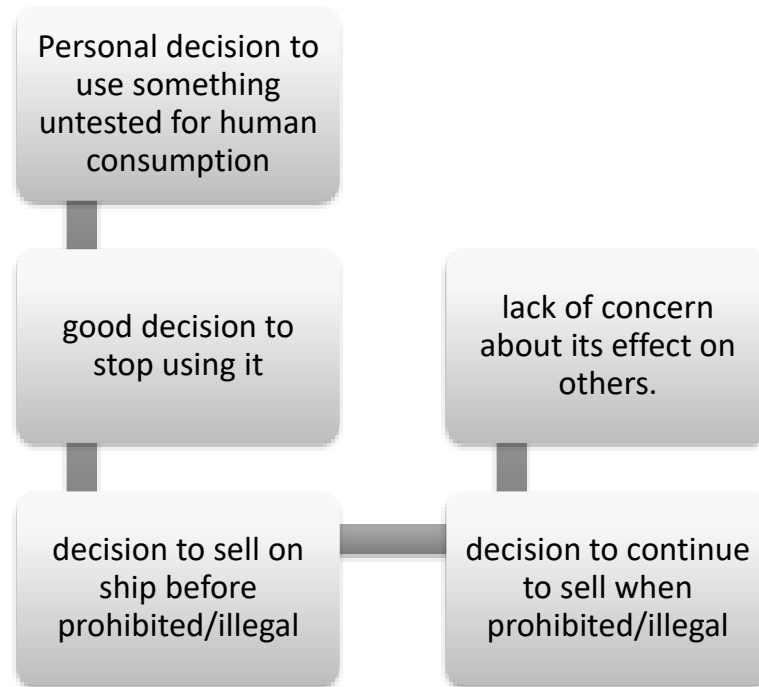 Personal decision to
use something
untested for human
consumption
good decision to
stop using it
decision to sell on
ship before
prohibited/illegal
decision to continue
to sell when
prohibited/illegal
lack of concern
about its effect on
others.